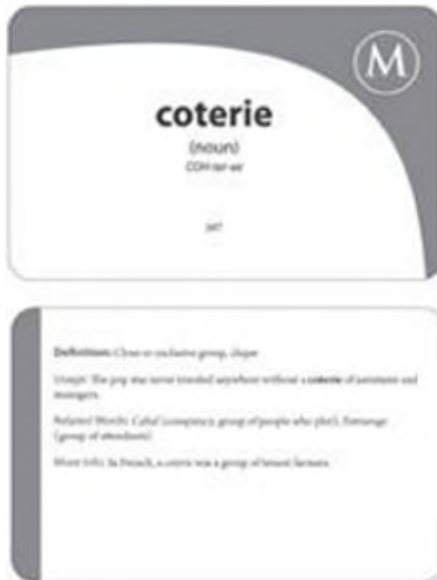 M
coterie
(noun)
COH-ter-ee
Definition: Close or exclusive group, clique
Usage: The pop star never traveled anywhere without a coterie of assistants and
managers.
Related Words: Cabal (conspiracy, group of people who plot), Entourage
(group of attendants)
More Info: In French, a coterie was a group of tenant farmers.